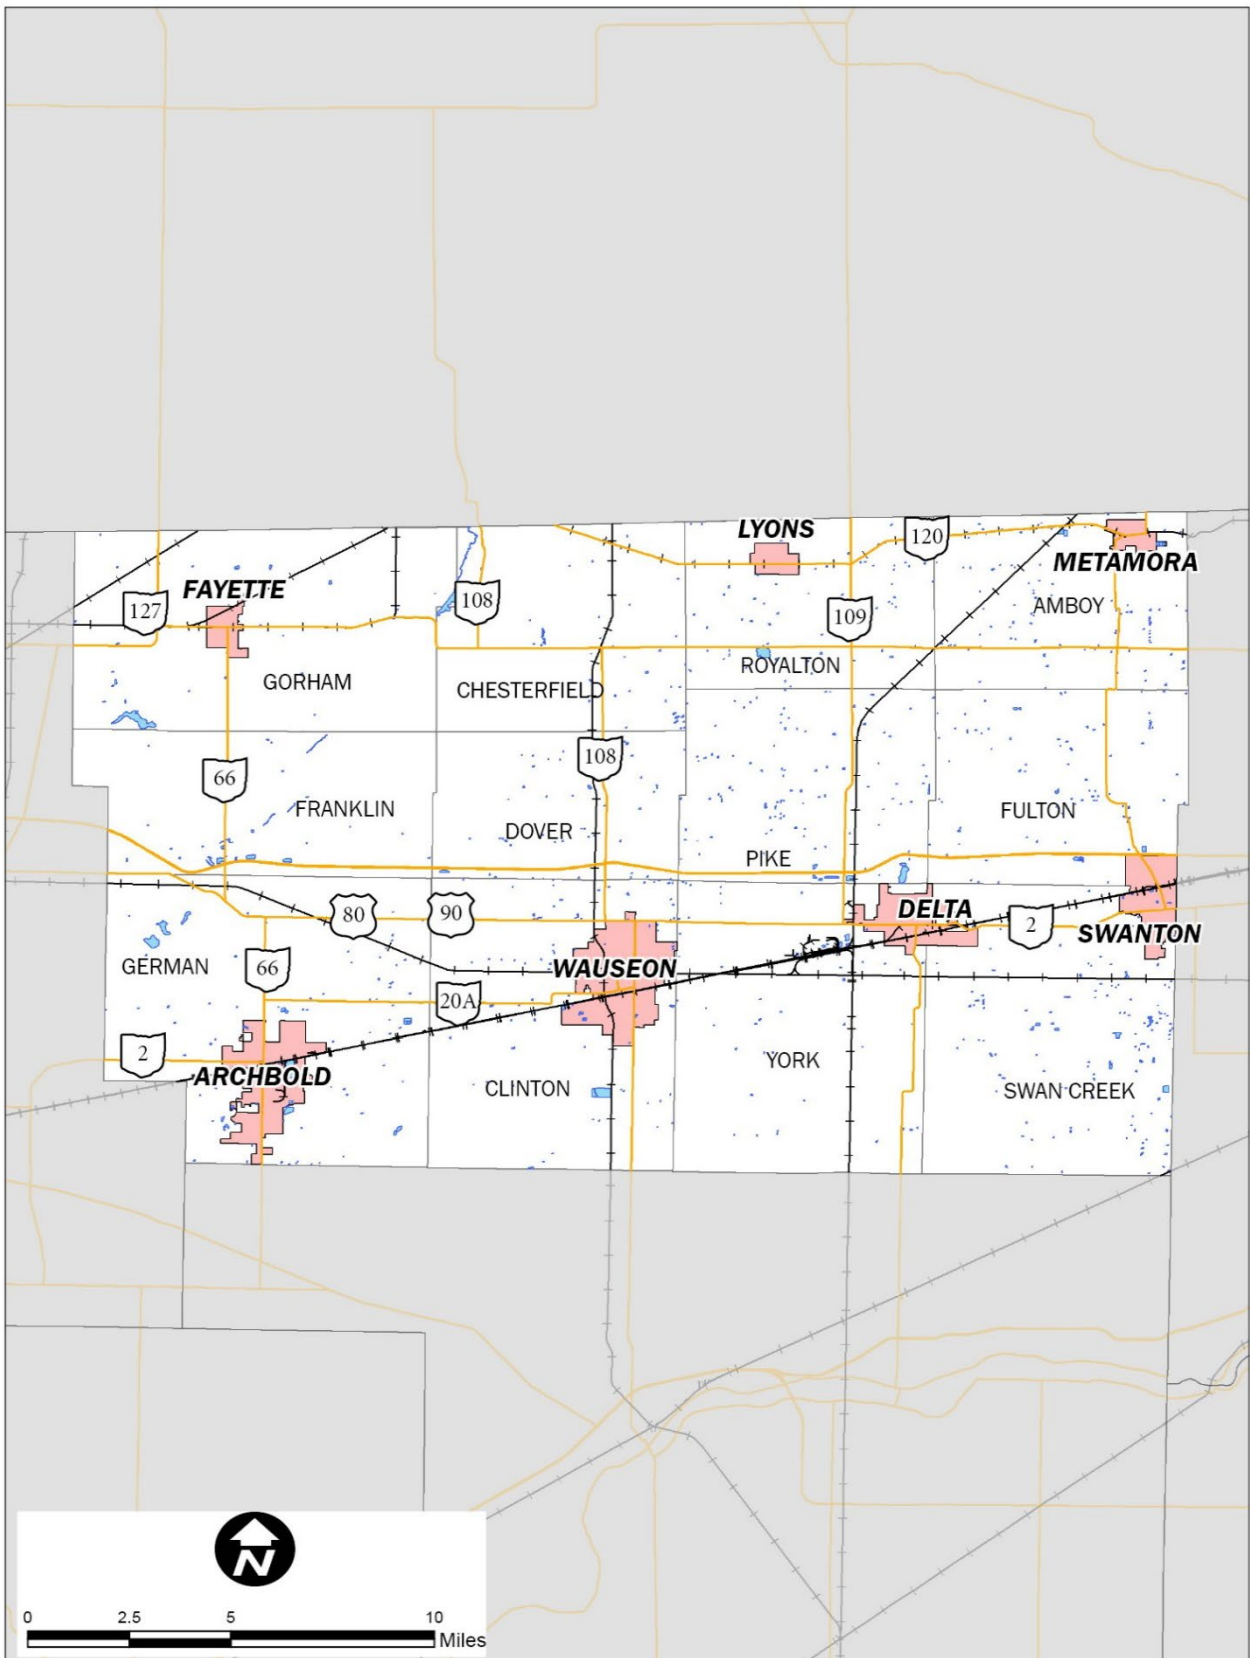 LYONS
120
METAMORA
FAYETTE
127
108
109
AMBOY
ROYALTON
GORHAM
CHESTERFIELD
108
66
FRANKLIN
DOVER
FULTON
PIKE
80
90
DELTA
2
SWANTON
GERMAN
66
WAUSEON
20A
2
ARCHBOLD
CLINTON
YORK
SWAN CREEK
N
0 2.5 5 10
Miles